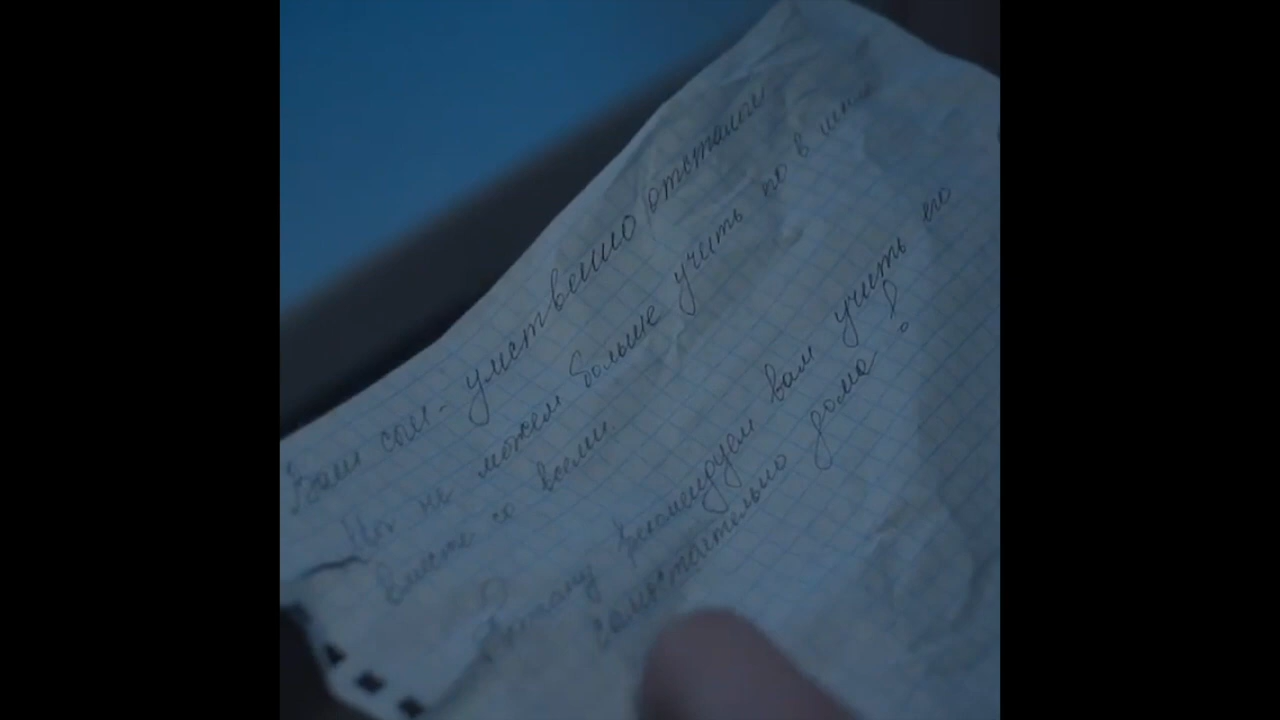 Ваш сын - умственно отсталый
Мы не можем больше учить его в школе
вместе со всеми
Поэтому рекомендуем вам учить его
самостоятельно дома!